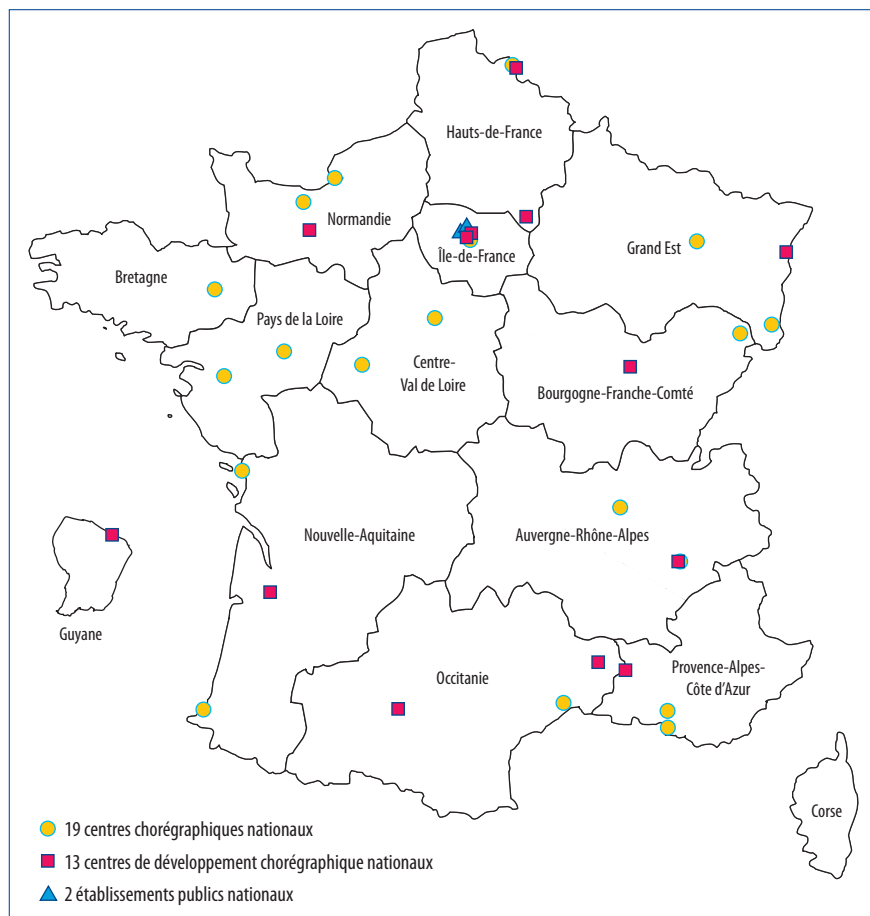 Hauts-de-France
Normandie
Grand Est
Île-de-France
Bretagne
Pays de la Loire
Centre-
Val de Loire
Bourgogne-Franche-Comté
Nouvelle-Aquitaine
Auvergne-Rhône-Alpes
Guyane
Provence-Alpes-
Côte d'Azur
Occitanie
Corse
19 centres chorégraphiques nationaux
13 centres de développement chorégraphique nationaux
2 établissements publics nationaux